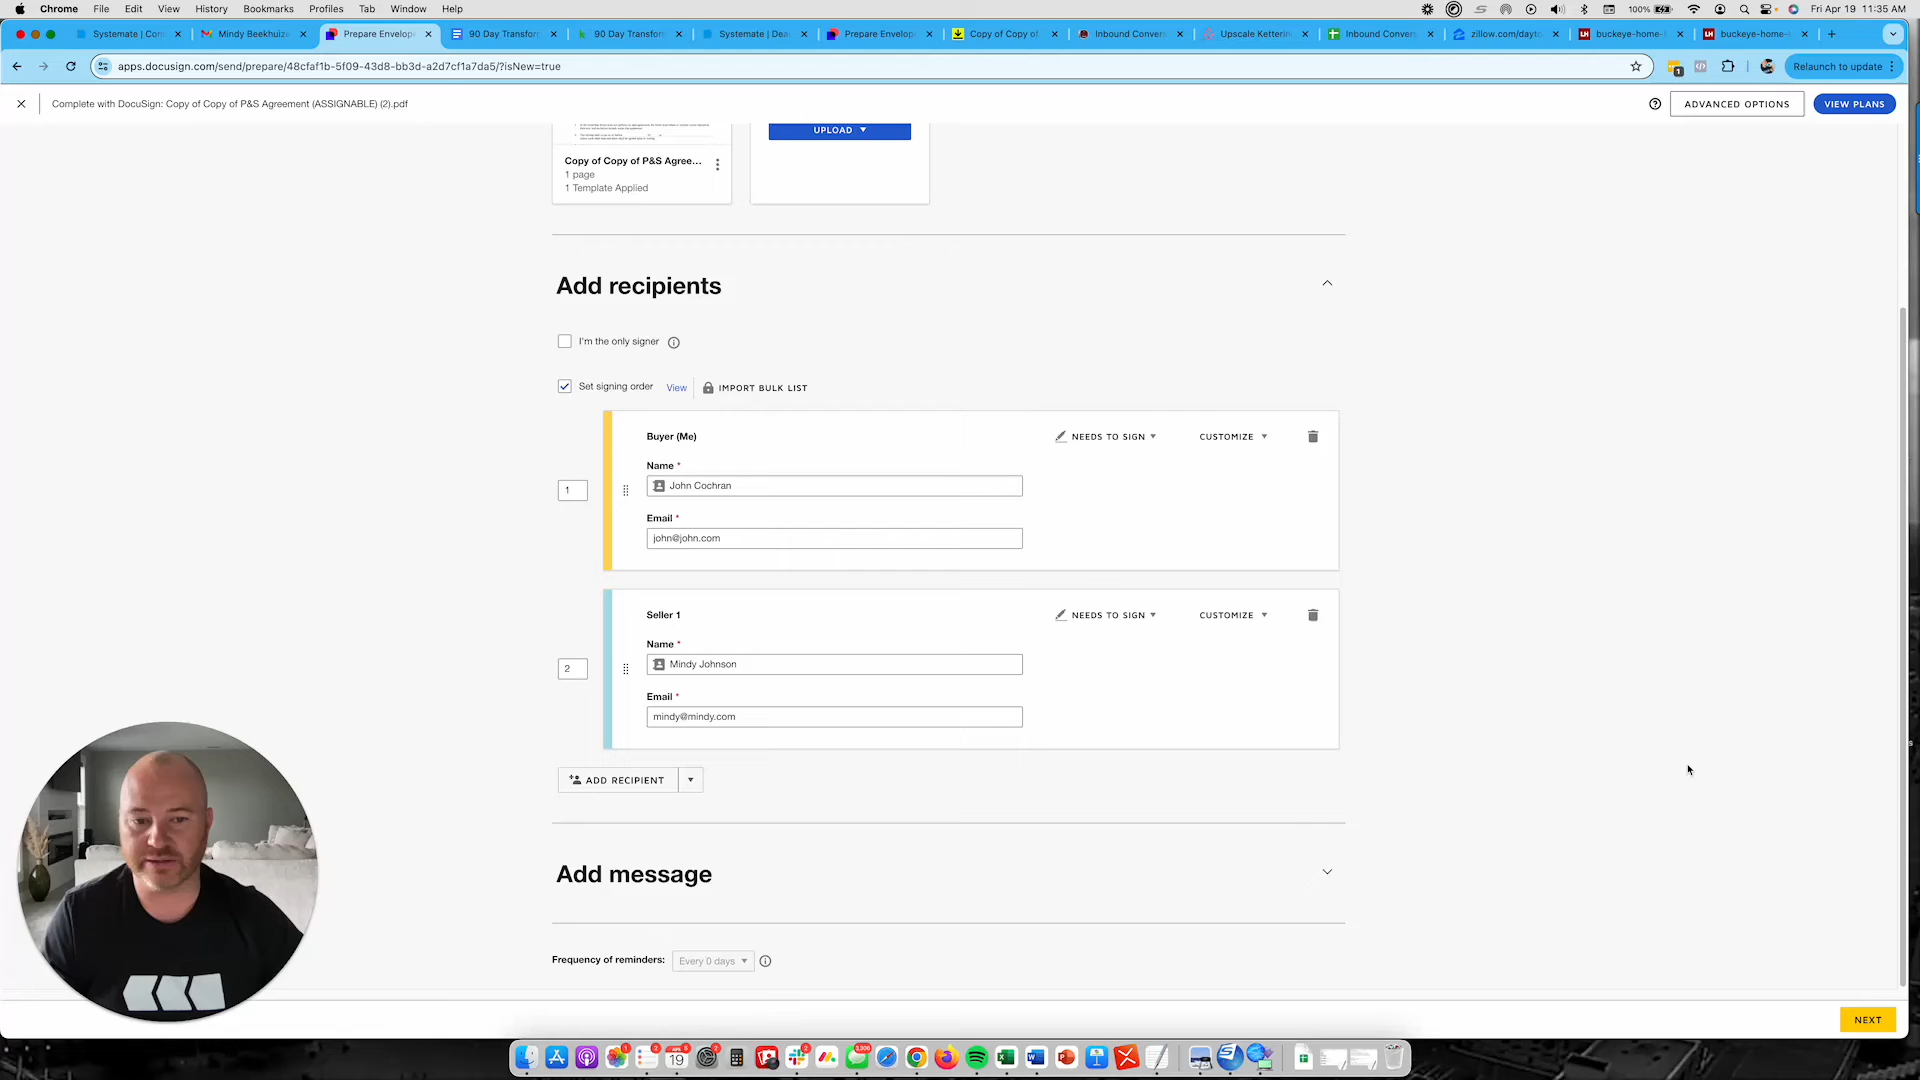 Chrome File Edit View History Bookmarks Profiles Tab Window Help 100% Fri Apr 19 11:35 AM
Systemate | Con Mindy Beekhuize Prepare Envelop 90 Day Transfor 90 Day Transfor Systemate | Dea Prepare Envelop Copy of Copy of Inbound Conver Upscale Ketterin Inbound Conver zillow.com/dayto buckeye-home- buckeye-home-
apps.docusign.com/send/prepare/48cfaf1b-5f09-43d8-bb3d-a2d7cf1a7da5/?isNew=true Relaunch to update
Complete with DocuSign: Copy of Copy of P&S Agreement (ASSIGNABLE) (2).pdf ADVANCED OPTIONS VIEW PLANS
UPLOAD
Copy of Copy of P&S Agree...
1 page
1 Template Applied
Add recipients
I'm the only signer
Set signing order View IMPORT BULK LIST
Buyer (Me) NEEDS TO SIGN CUSTOMIZE
Name *
1 John Cochran
Email *
john@john.com
Seller 1 NEEDS TO SIGN CUSTOMIZE
Name *
2 Mindy Johnson
Email *
mindy@mindy.com
ADD RECIPIENT
Add message
Frequency of reminders: Every 0 days
NEXT